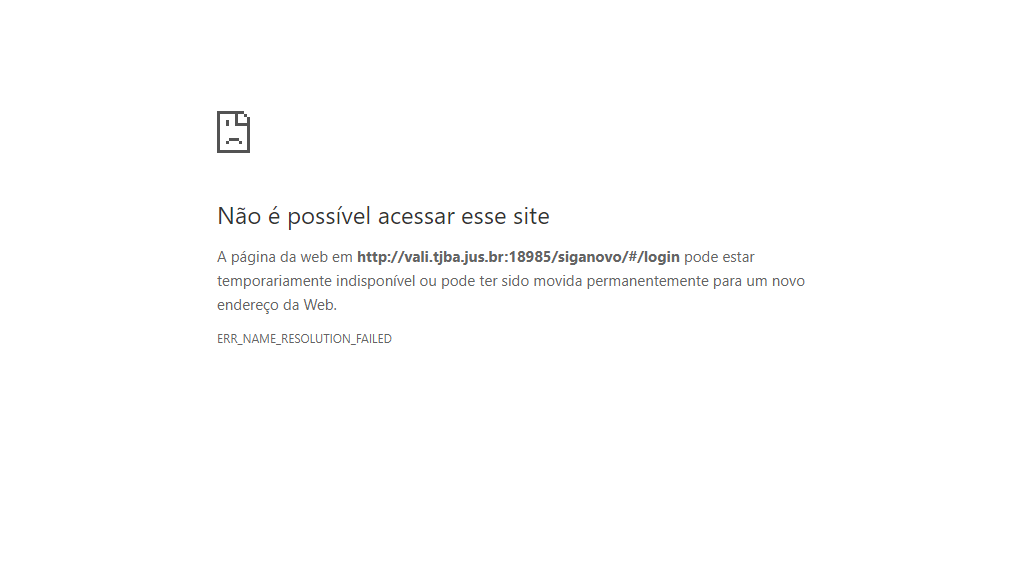 Não é possível acessar esse site
A página da web em http://vali.tjba.jus.br:18985/siganovo/#/login pode estar
temporariamente indisponível ou pode ter sido movida permanentemente para um novo
endereço da Web.
ERR_NAME_RESOLUTION_FAILED